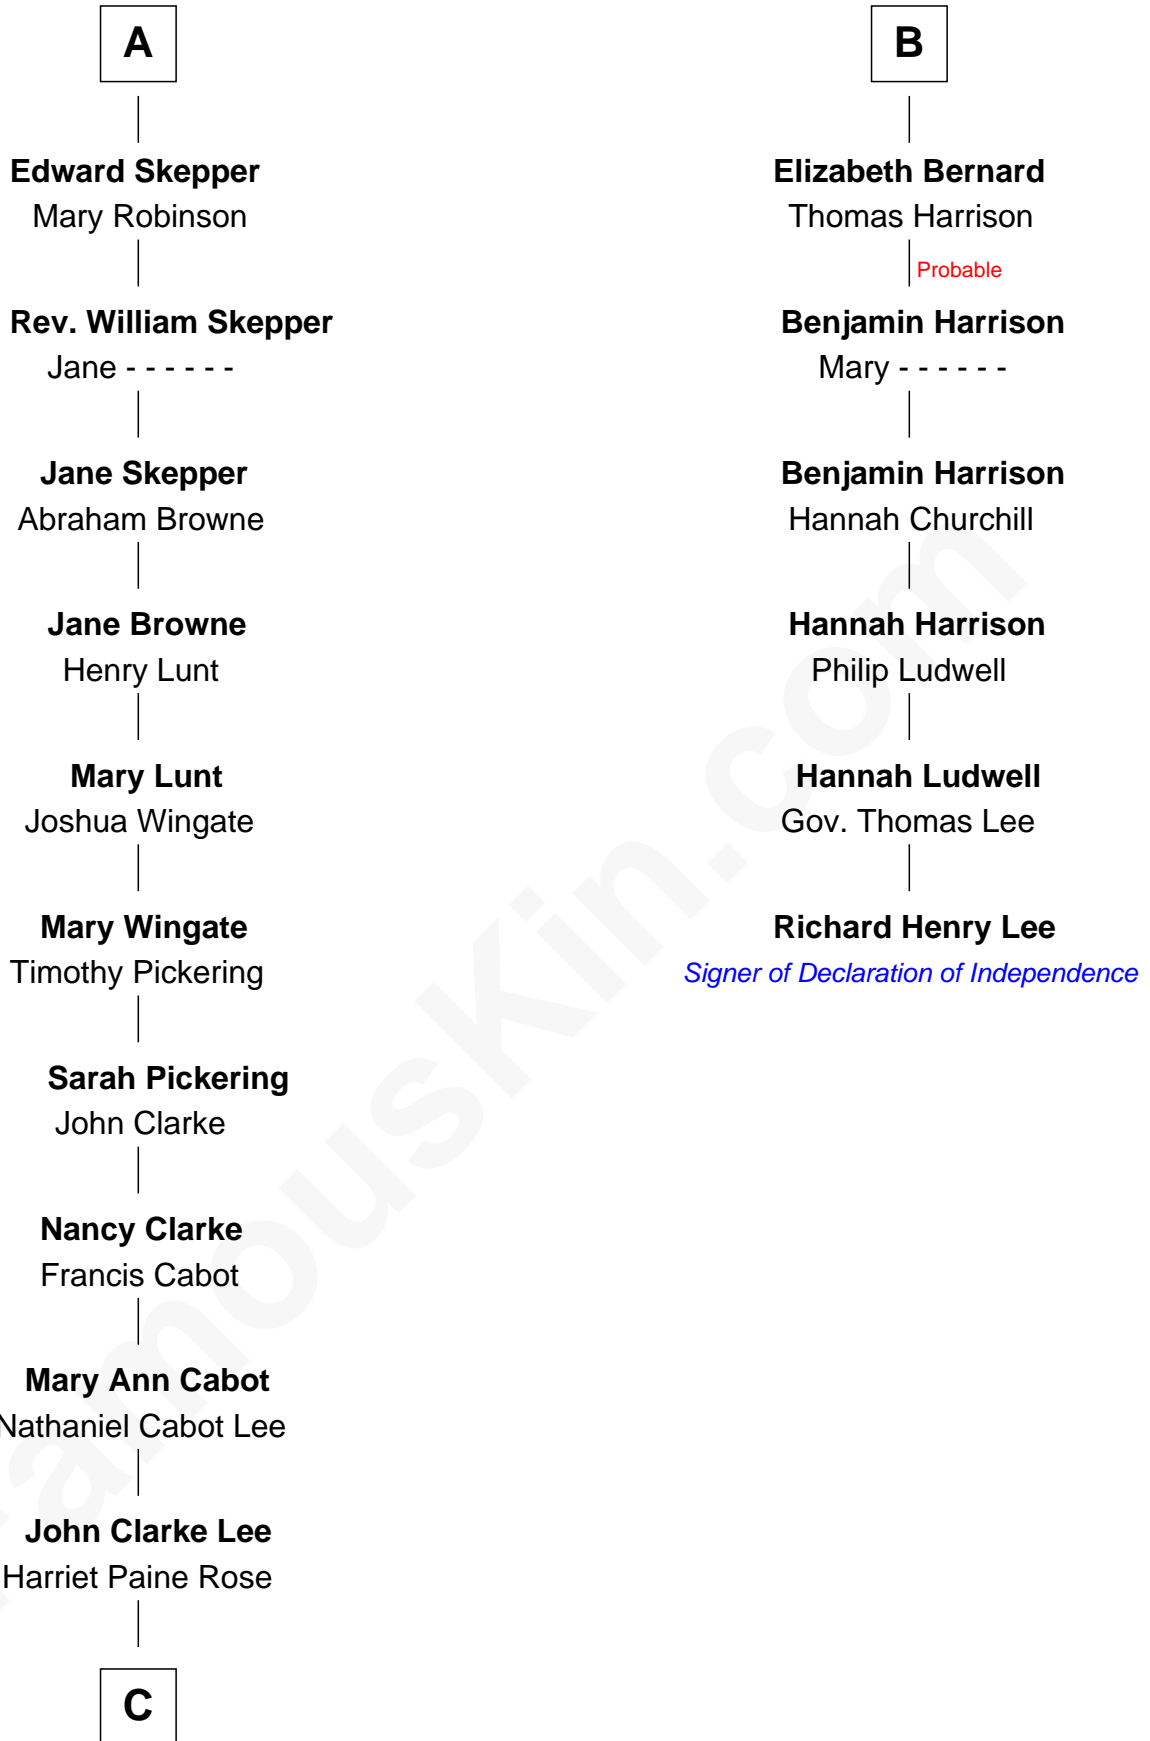 A
Edward Skepper
Mary Robinson
Rev. William Skepper
Jane - - - - - -
Jane Skepper
Abraham Browne
Jane Browne
Henry Lunt
Mary Lunt
Joshua Wingate
Mary Wingate
Timothy Pickering
Sarah Pickering
John Clarke
Nancy Clarke
Francis Cabot
Mary Ann Cabot
Nathaniel Cabot Lee
John Clarke Lee
Harriet Paine Rose
C
B
Elizabeth Bernard
Thomas Harrison
Probable
Benjamin Harrison
Mary - - - - - -
Benjamin Harrison
Hannah Churchill
Hannah Harrison
Philip Ludwell
Hannah Ludwell
Gov. Thomas Lee
Richard Henry Lee
Signer of Declaration of Independence
FamousKin.com